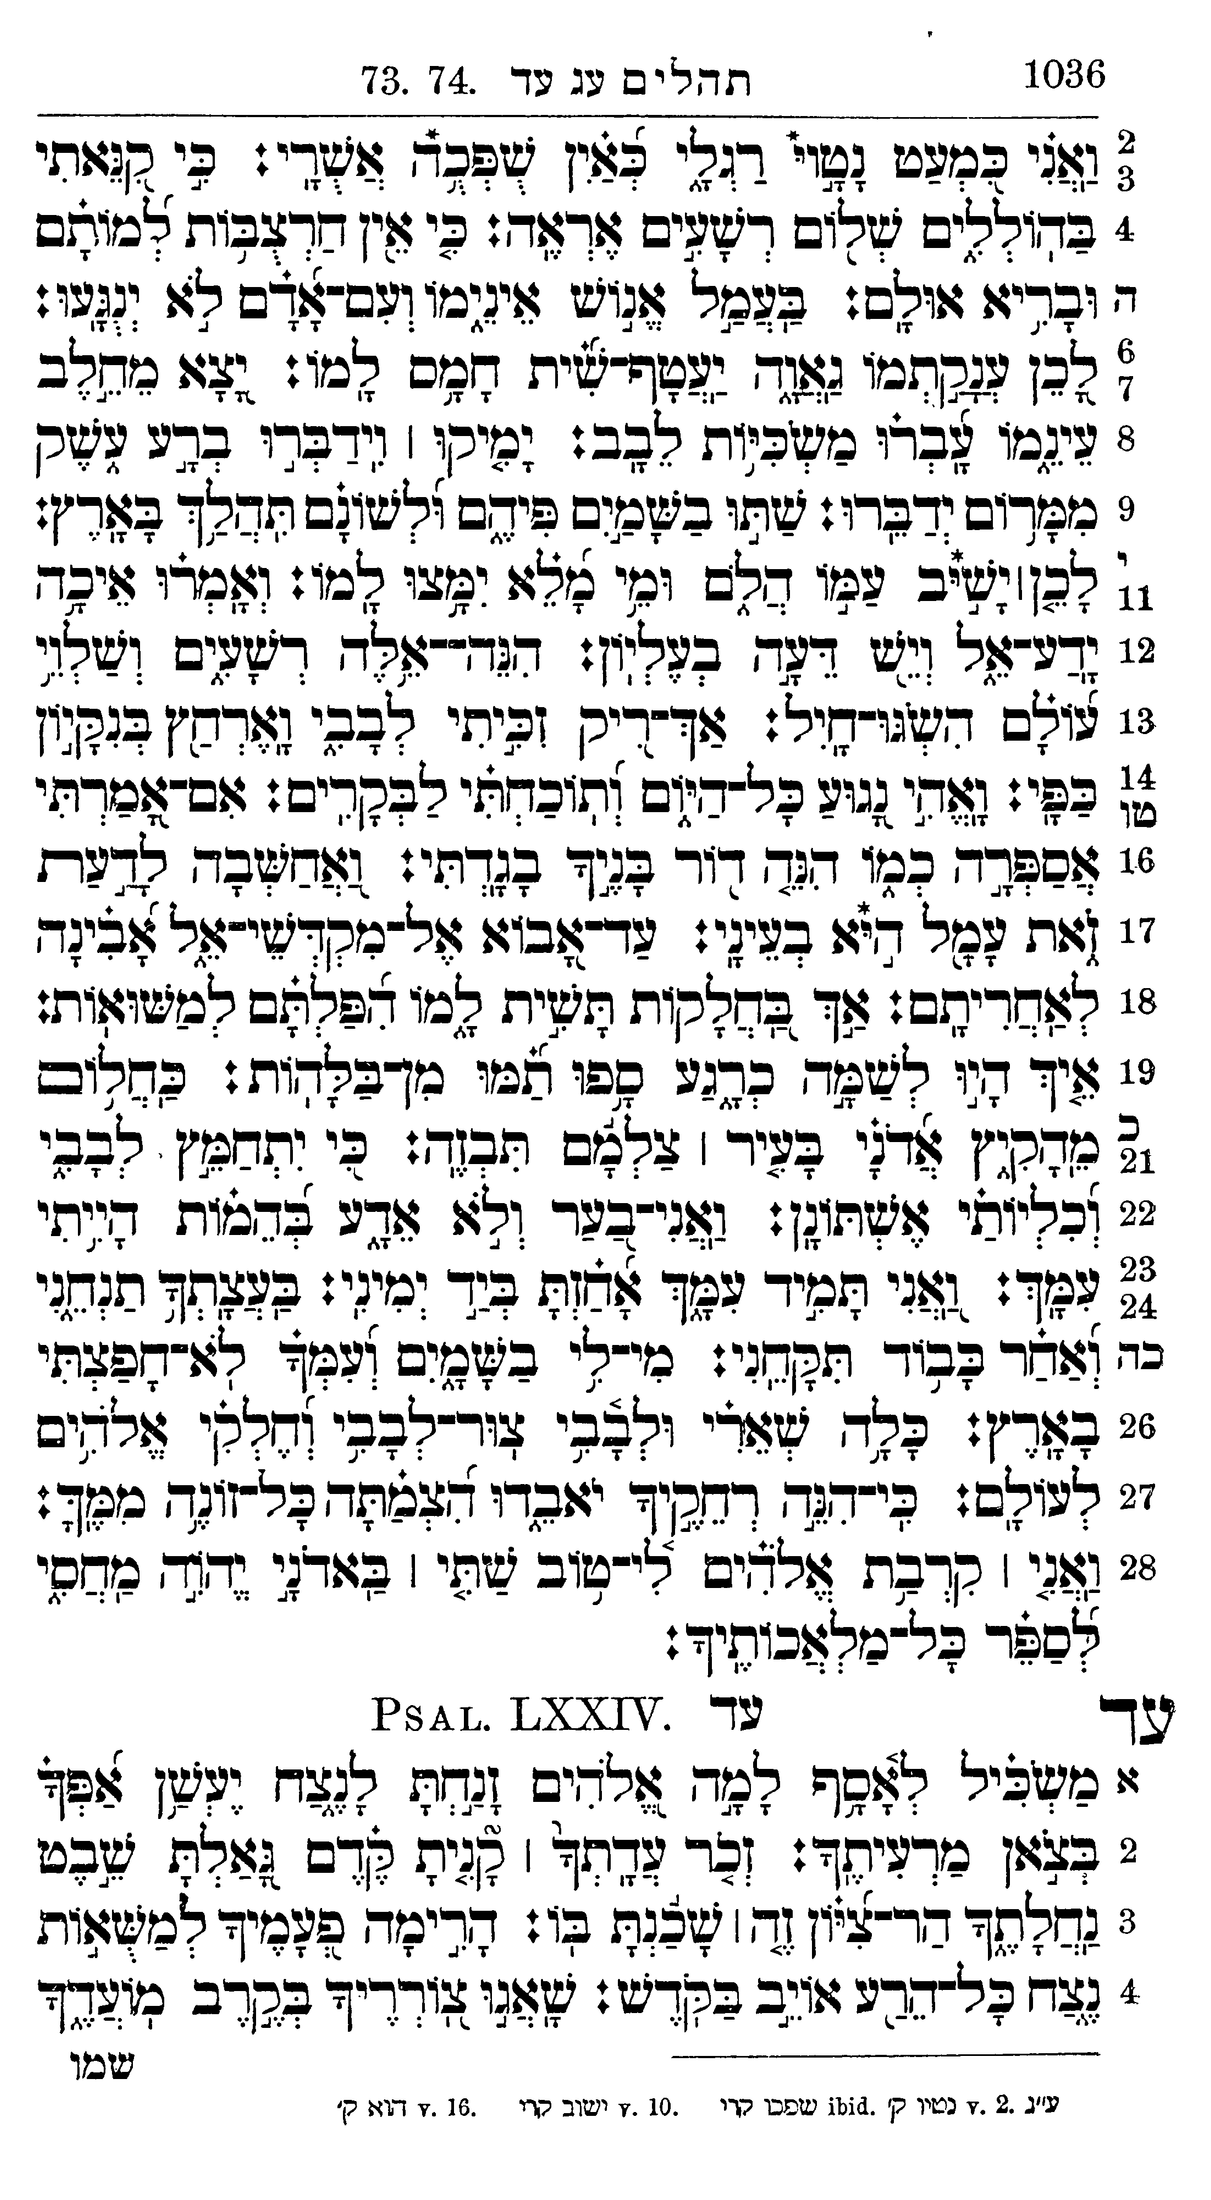 1036 תהלים עג עד 73. 74.
2 3 וַאֲנִי כִּמְעַט נָטָוּי רַגְלָי כְּאַיִן שֻׁפְּכֻה אֲשֻׁרָי׃ כִּי קִנֵּאתִי
4 בַּהוֹלְלִים שְׁלוֹם רְשָׁעִים אֶרְאֶה׃ כִּי אֵין חַרְצֻבּוֹת לְמוֹתָם
ה וּבָרִיא אוּלָם׃ בַּעֲמַל אֱנוֹשׁ אֵינֵימוֹ וְעִם־אָדָם לֹא יְנֻגָּעוּ׃
6 7 לָכֵן עֲנָקַתְמוֹ גַאֲוָה יַעֲטָף־שִׁית חָמָס לָמוֹ׃ יָצָא מֵחֵלֶב
8 עֵינֵמוֹ עָבְרוּ מַשְׂכִּיּוֹת לֵבָב׃ יָמִיקוּ ׀ וִידַבְּרוּ בְרָע עֹשֶׁק
9 מִמָּרוֹם יְדַבֵּרוּ׃ שַׁתּוּ בַשָּׁמַיִם פִּיהֶם וּלְשׁוֹנָם תִּהֲלַךְ בָּאָרֶץ׃
י 11 לָכֵן ׀ יָשִׁיב עַמּוֹ הֲלֹם וּמֵי מָלֵא יִמָּצוּ לָמוֹ׃ וְאָמְרוּ אֵיכָה
12 יָדַע־אֵל וְיֵשׁ דֵּעָה בְעֶלְיוֹן׃ הִנֵּה־אֵלֶּה רְשָׁעִים וְשַׁלְוֵי
13 עוֹלָם הִשְׂגּוּ־חָיִל׃ אַךְ־רִיק זִכִּיתִי לְבָבִי וָאֶרְחַץ בְּנִקָּיוֹן
14 טו כַּפָּי׃ וָאֱהִי נָגוּעַ כָּל־הַיּוֹם וְתוֹכַחְתִּי לַבְּקָרִים׃ אִם־אָמַרְתִּי
16 אֲסַפְּרָה כְמוֹ הִנֵּה דוֹר בָּנֶיךָ בָגָדְתִּי׃ וַאֲחַשְּׁבָה לָדַעַת
17 זֹאת עָמָל הִיא בְעֵינָי׃ עַד־אָבוֹא אֶל־מִקְדְּשֵׁי־אֵל אָבִינָה
18 לְאַחֲרִיתָם׃ אַךְ בַּחֲלָקוֹת תָּשִׁית לָמוֹ הִפַּלְתָּם לְמַשּׁוּאוֹת׃
19 אֵיךְ הָיוּ לְשַׁמָּה כְרָגַע סָפוּ תַמּוּ מִן־בַּלָּהוֹת׃ כַּחֲלוֹם
כ 21 מֵהָקִיץ אֲדֹנָי בָּעִיר ׀ צַלְמָם תִּבְזֶה׃ כִּי יִתְחַמֵּץ לְבָבִי
22 וְכִלְיוֹתַי אֶשְׁתּוֹנָן׃ וַאֲנִי־בַעַר וְלֹא אֵדָע בְּהֵמוֹת הָיִיתִי
23 24 עִמָּךְ׃ וַאֲנִי תָמִיד עִמָּךְ אָחַזְתָּ בְּיַד יְמִינִי׃ בַּעֲצָתְךָ תַנְחֵנִי
כה וְאַחַר כָּבוֹד תִּקָּחֵנִי׃ מִי־לִי בַשָּׁמָיִם וְעִמְּךָ לֹא־חָפַצְתִּי
26 בָאָרֶץ׃ כָּלָה שְׁאֵרִי וּלְבָבִי צוּר־לְבָבִי וְחֶלְקִי אֱלֹהִים
27 לְעוֹלָם׃ כִּי־הִנֵּה רְחֵקֶיךָ יֹאבֵדוּ הִצְמַתָּה כָּל־זוֹנֶה מִמֶּךָּ׃
28 וַאֲנִי ׀ קִרְבַת אֱלֹהִים לִי־טוֹב שַׁתִּי ׀ בַּאדֹנָי יֱהוִֹה מַחְסִי
לְסַפֵּר כָּל־מַלְאֲכוֹתֶיךָ׃
עד PSAL. LXXIV. עד
א מַשְׂכִּיל לְאָסָף לָמָה אֱלֹהִים זָנַחְתָּ לָנֶצַח יֶעְשַׁן אַפְּךָ
2 בְּצֹאן מַרְעִיתֶךָ׃ זְכֹר עֲדָתְךָ ׀ קָנִיתָ קֶּדֶם גָּאַלְתָּ שֵׁבֶט
3 נַחֲלָתֶךָ הַר־צִיּוֹן זֶה ׀ שָׁכַנְתָּ בּוֹ׃ הָרִימָה פְעָמֶיךָ לְמַשֻּׁאוֹת
4 נֶצַח כָּל־הֵרַע אוֹיֵב בַּקֹּדֶשׁ׃ שָׁאֲגוּ צוֹרְרֶיךָ בְּקֶרֶב מוֹעֲדֶךָ
שמו
ע״ג v. 2. נטיו ק׳ ibid. שפכו קרי v. 10. ישוב קרי v. 16. הוא ק׳